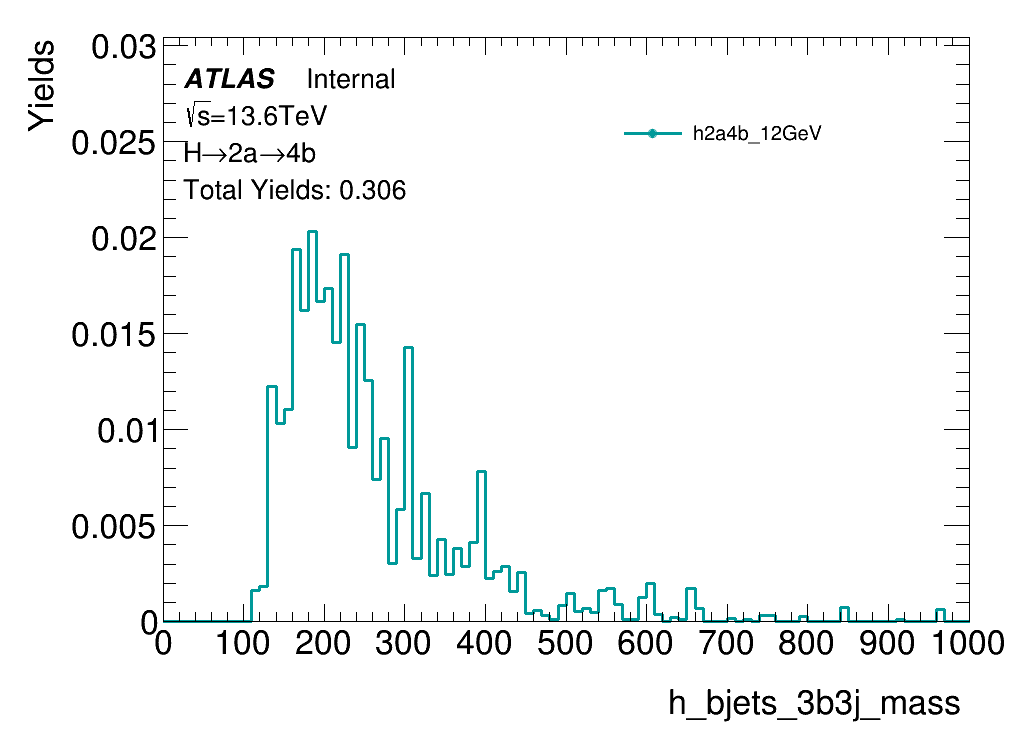 Yields
0.03
0.025
0.02
0.015
0.01
0.005
0
ATLAS Internal
√s=13.6TeV
H→2a→4b
Total Yields: 0.306
h2a4b_12GeV
0 100 200 300 400 500 600 700 800 900 1000
h_bjets_3b3j_mass